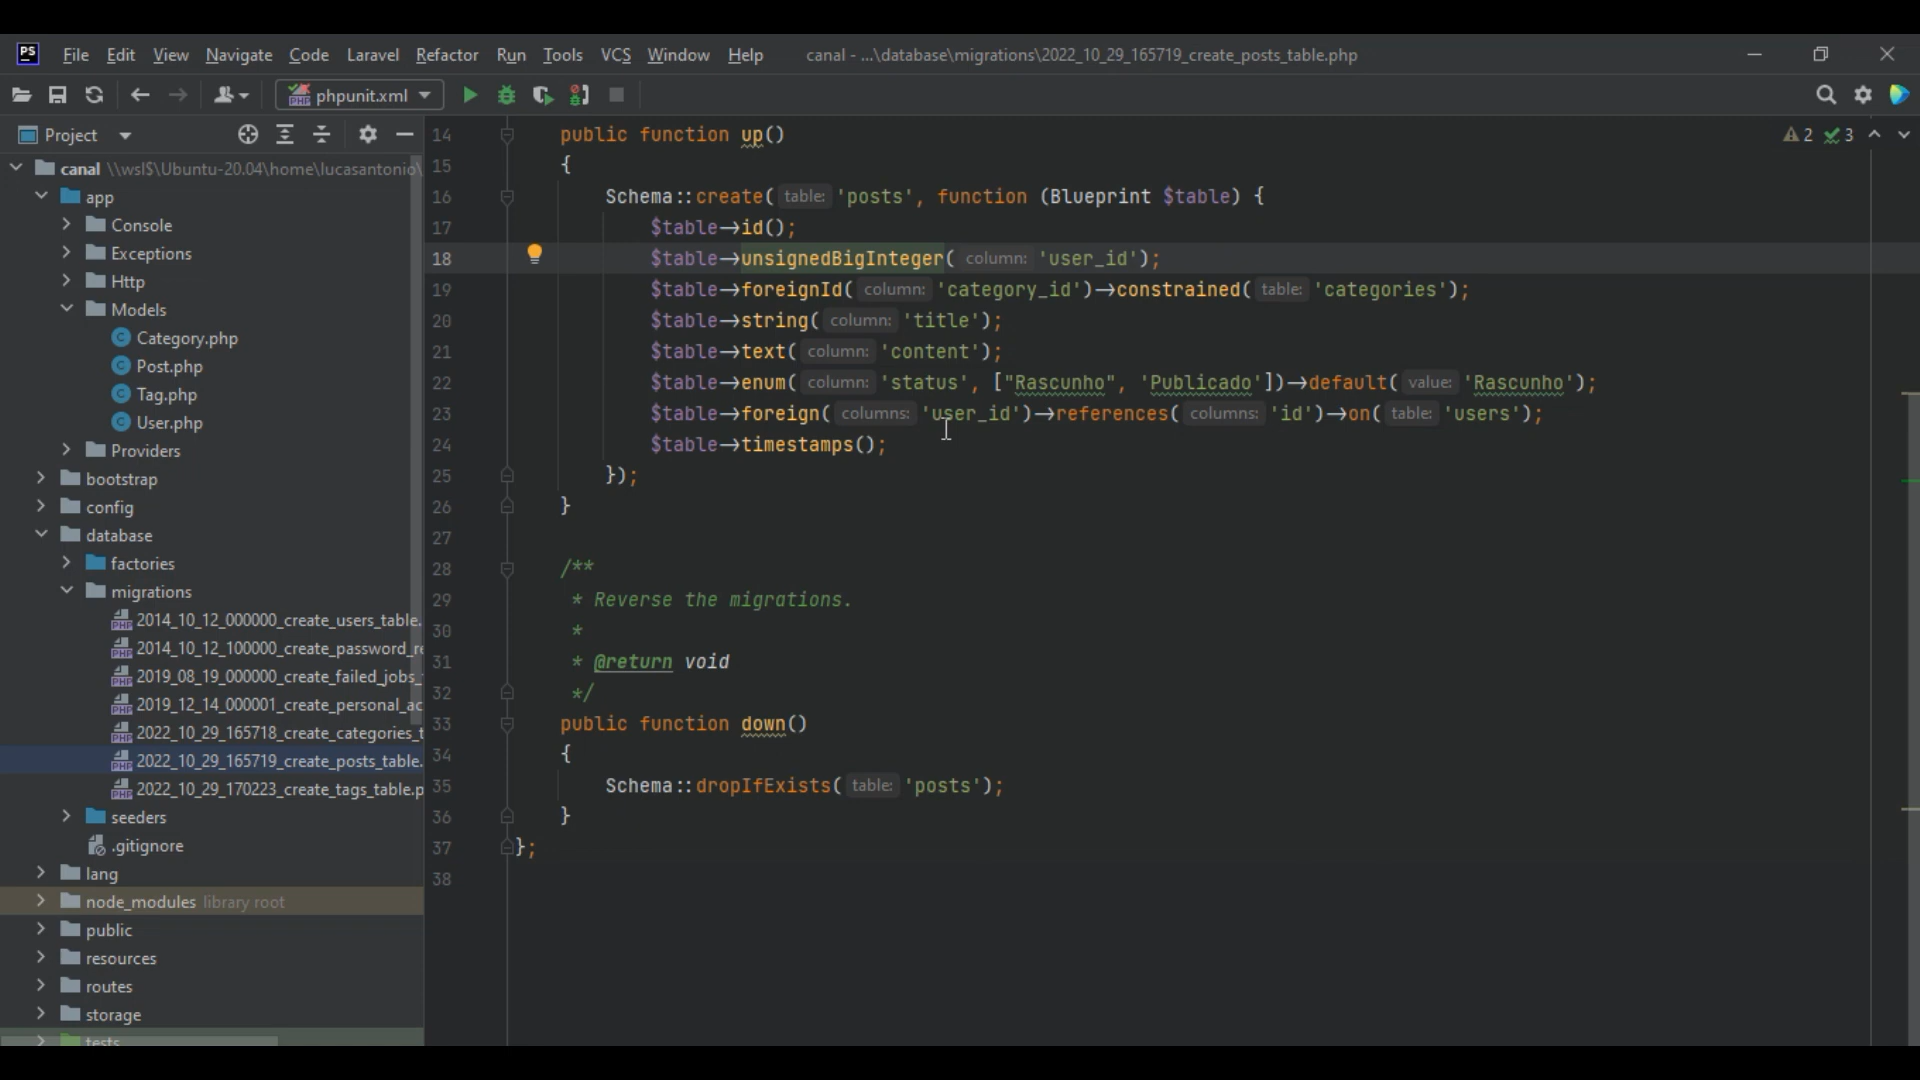 PS File Edit View Navigate Code Laravel Refactor Run Tools VCS Window Help canal - ...\database\migrations\2022_10_29_165719_create_posts_table.php
phpunit.xml
Project
2 3
canal \\wsl$\Ubuntu-20.04\home\lucasantonio\
app
Console
Exceptions
Http
Models
Category.php
Post.php
Tag.php
User.php
Providers
bootstrap
config
database
factories
migrations
2014_10_12_000000_create_users_table.
2014_10_12_100000_create_password_re
2019_08_19_000000_create_failed_jobs_
2019_12_14_000001_create_personal_ac
2022_10_29_165718_create_categories_t
2022_10_29_165719_create_posts_table.
2022_10_29_170223_create_tags_table.p
seeders
.gitignore
lang
node_modules library root
public
resources
routes
storage
tests
14 public function up()
15 {
16 Schema::create( table: 'posts', function (Blueprint $table) {
17 $table->id();
18 $table->unsignedBigInteger( column: 'user_id');
19 $table->foreignId( column: 'category_id')->constrained( table: 'categories');
20 $table->string( column: 'title');
21 $table->text( column: 'content');
22 $table->enum( column: 'status', ["Rascunho", 'Publicado'])->default( value: 'Rascunho');
23 $table->foreign( columns: 'user_id')->references( columns: 'id')->on( table: 'users');
24 $table->timestamps();
25 });
26 }
27
28 /**
29 * Reverse the migrations.
30 *
31 * @return void
32 */
33 public function down()
34 {
35 Schema::dropIfExists( table: 'posts');
36 }
37 };
38